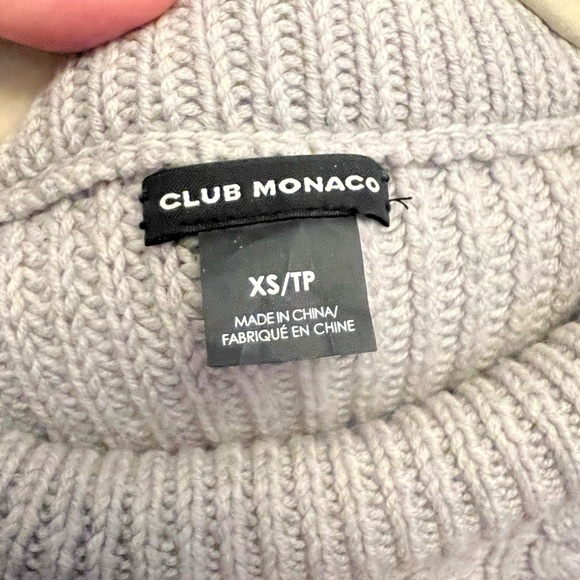 CLUB MONACO
XS/TP
MADE IN CHINA/
FABRIQUÉ EN CHINE